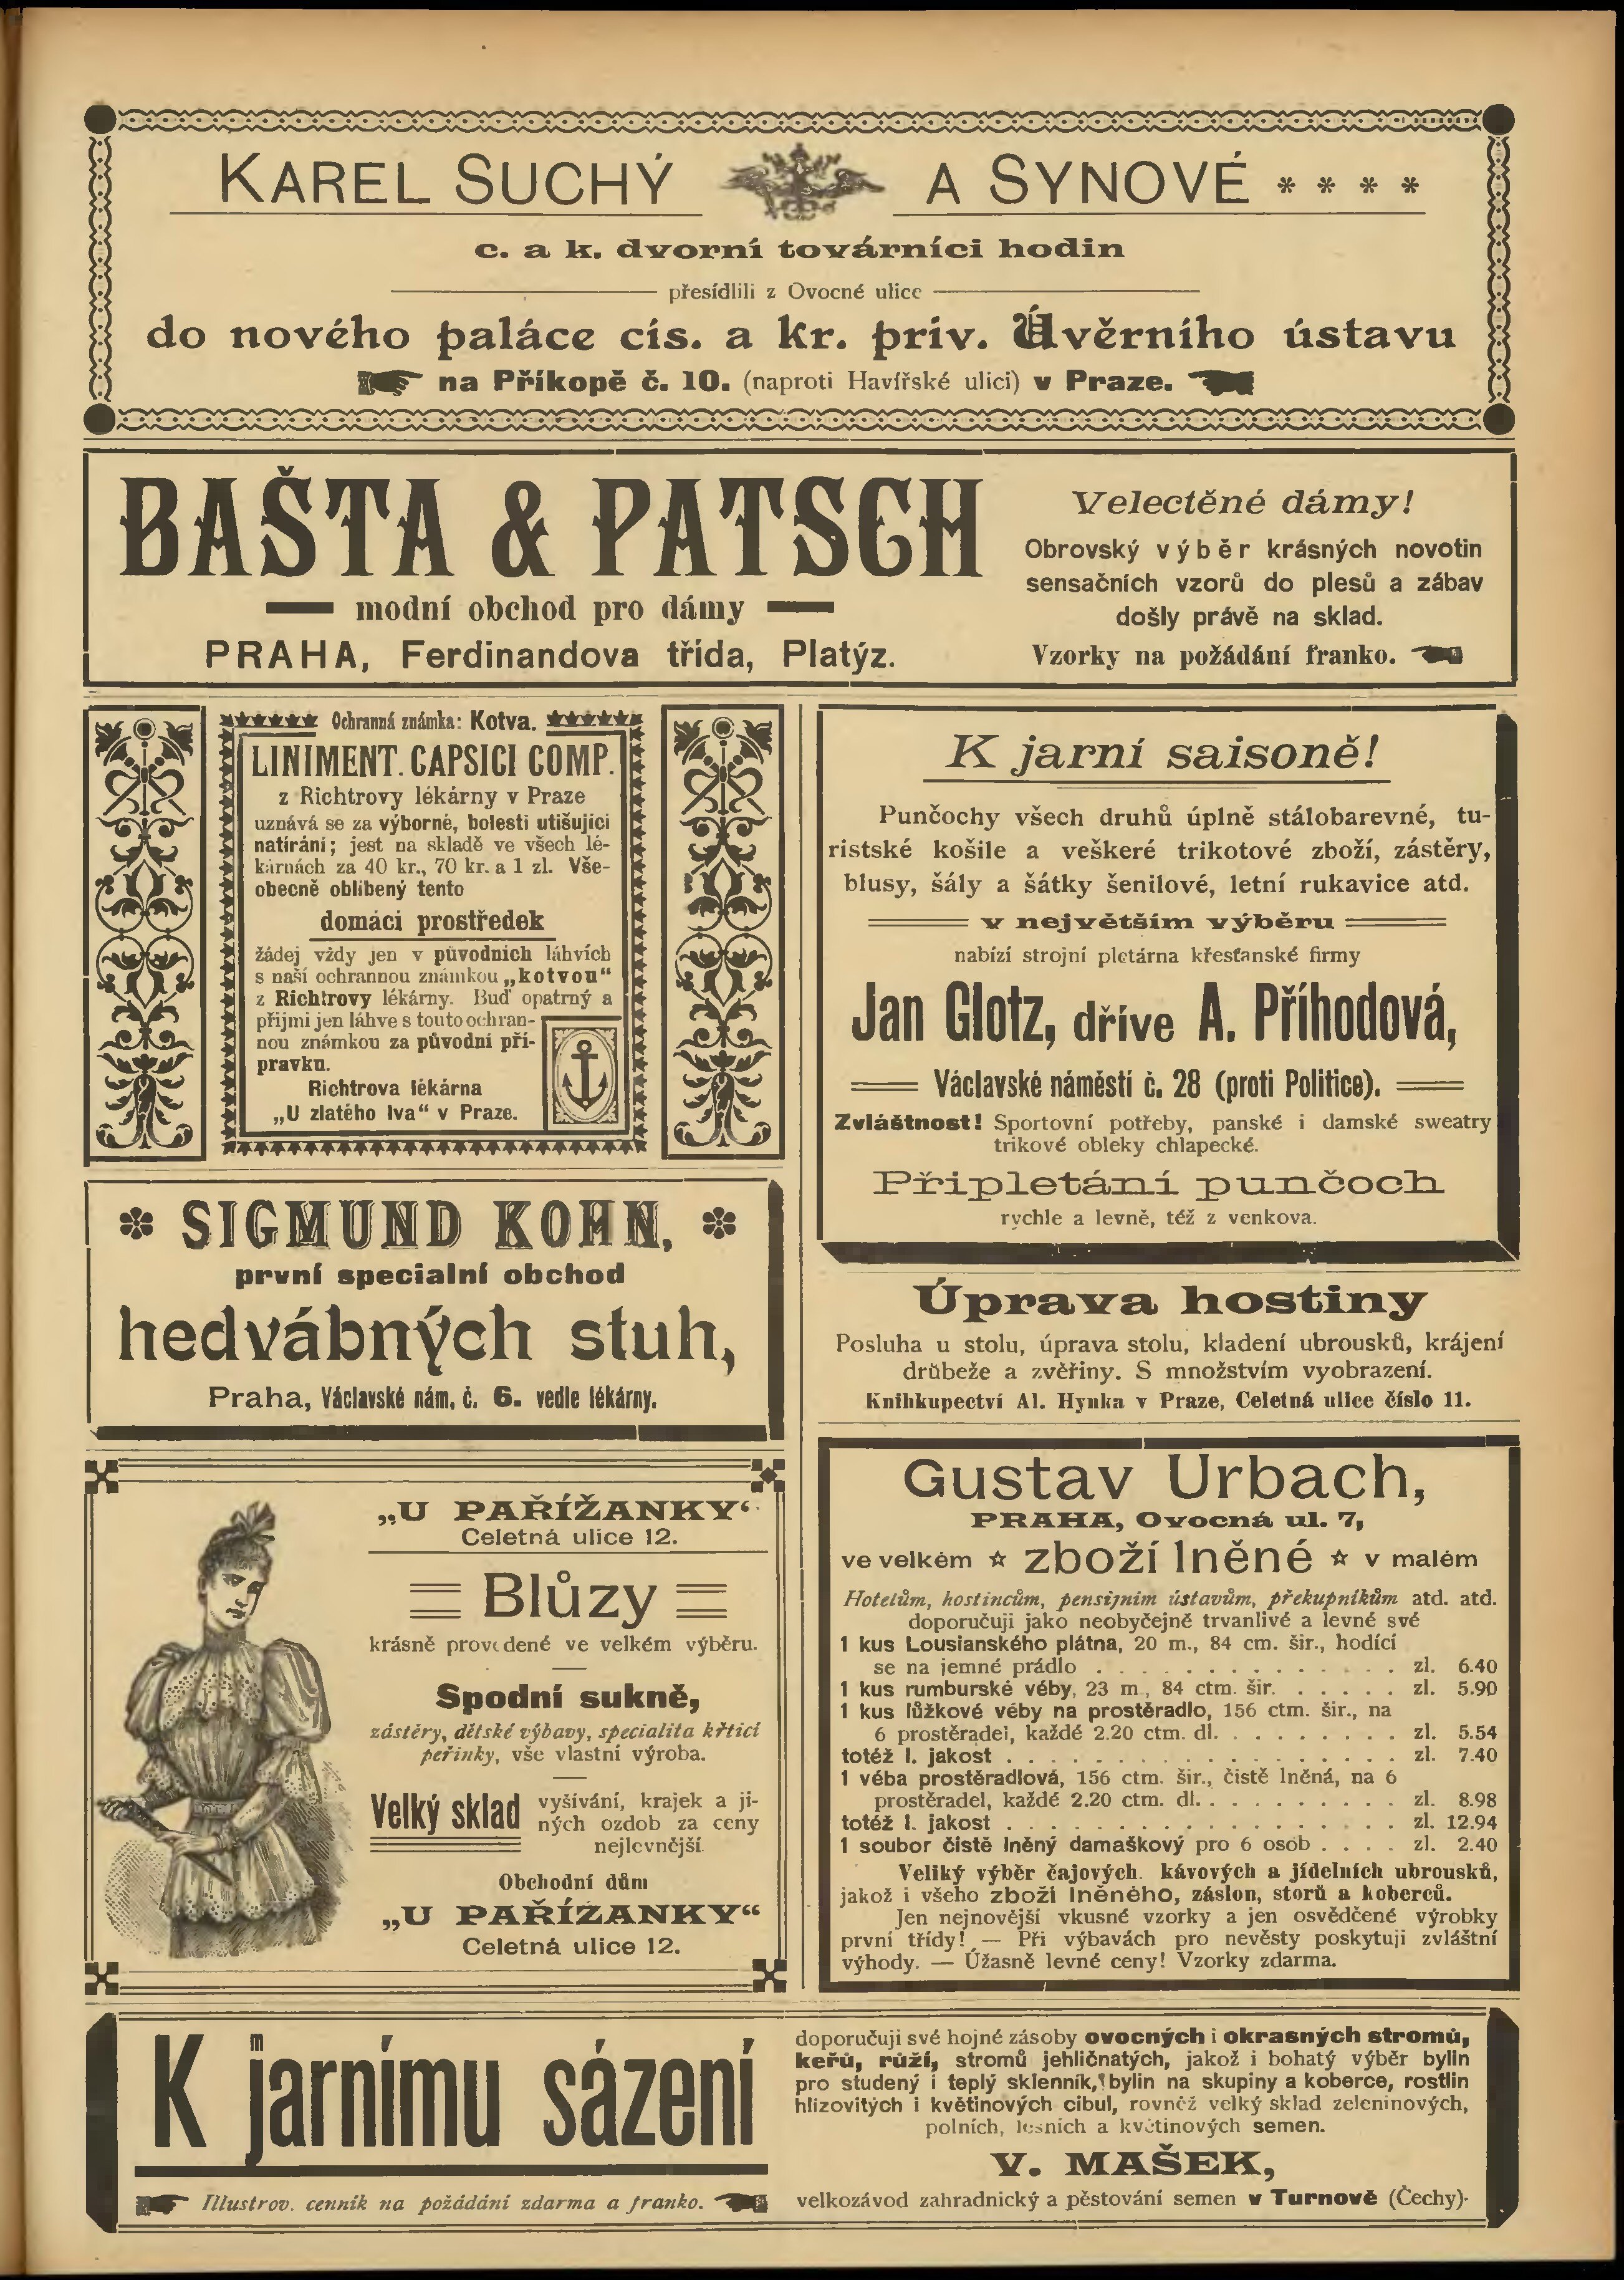 KAREL SUCHÝ A SYNOVÉ * * * *
c. a k. dvorní továrníci hodin
přesídlili z Ovocné ulice
do nového paláce cís. a kr. priv. Úvěrního ústavu
na Příkopě č. 10. (naproti Havířské ulici) v Praze.
BAŠTA & PATSCH
modní obchod pro dámy
PRAHA, Ferdinandova třída, Platýz.
Velectěné dámy!
Obrovský výběr krásných novotin
sensačních vzorů do plesů a zábav
došly právě na sklad.
Vzorky na požádání franko.
Ochranná známka: Kotva.
LINIMENT. CAPSICI COMP.
z Richtrovy lékárny v Praze
uznává se za výborné, bolesti utišující
natírání; jest na skladě ve všech lé-
kárnách za 40 kr., 70 kr. a 1 zl. Vše-
obecně oblíbený tento
domácí prostředek
žádej vždy jen v původních láhvích
s naší ochrannou známkou „kotvou“
z Richtrovy lékárny. Buď opatrný a
přijmi jen láhve s touto ochran-
nou známkou za původní pří-
pravku.
Richtrova lékárna
„U zlatého lva“ v Praze.
SIGMUND KOHN,
první specialní obchod
hedvábných stuh,
Praha, Václavské nám. č. 6. vedle lékárny.
„U PAŘÍŽANKY“
Celetná ulice 12.
Blůzy
krásně provedené ve velkém výběru.
Spodní sukně,
zástěry, dětské výbavy, specialita křticí
peřinky, vše vlastní výroba.
Velký sklad vyšívání, krajek a ji-
ných ozdob za ceny
nejlevnější.
Obchodní dům
„U PAŘÍŽANKY“
Celetná ulice 12.
K jarní saisoně!
Punčochy všech druhů úplně stálobarevné, tu-
ristské košile a veškeré trikotové zboží, zástěry,
blusy, šály a šátky šenilové, letní rukavice atd.
v největším výběru
nabízí strojní pletárna křesťanské firmy
Jan Glotz, dříve A. Příhodová,
Václavské náměstí č. 28 (proti Politice).
Zvláštnost! Sportovní potřeby, panské i damské sweatry
trikové obleky chlapecké.
Připletání punčoch
rychle a levně, též z venkova.
Úprava hostiny
Posluha u stolu, úprava stolu, kladení ubrousků, krájení
drůbeže a zvěřiny. S množstvím vyobrazení.
Knihkupectví Al. Hynka v Praze, Celetná ulice číslo 11.
Gustav Urbach,
PRAHA, Ovocná ul. 7,
ve velkém ☆ zboží lněné ☆ v malém
Hotelům, hostincům, pensijním ústavům, překupníkům atd. atd.
doporučuji jako neobyčejně trvanlivé a levné své
1 kus Lousianského plátna, 20 m., 84 cm. šir., hodící
se na jemné prádlo . . . . . . . . . . . . . zl. 6.40
1 kus rumburské véby, 23 m., 84 ctm. šir. . . . . . zl. 5.90
1 kus lůžkové véby na prostěradlo, 156 ctm. šir., na
6 prostěradel, každé 2.20 ctm. dl. . . . . . . . . zl. 5.54
totéž I. jakost . . . . . . . . . . . . . . . . . zl. 7.40
1 véba prostěradlová, 156 ctm. šir., čistě lněná, na 6
prostěradel, každé 2.20 ctm. dl. . . . . . . . . . zl. 8.98
totéž I. jakost . . . . . . . . . . . . . . . . . zl. 12.94
1 soubor čistě lněný damaškový pro 6 osob . . . . zl. 2.40
Veliký výběr čajových, kávových a jídelních ubrousků,
jakož i všeho zboží lněného, záslon, storů a koberců.
Jen nejnovější vkusné vzorky a jen osvědčené výrobky
první třídy! — Při výbavách pro nevěsty poskytuji zvláštní
výhody. — Úžasně levné ceny! Vzorky zdarma.
K jarnímu sázení
Illustrov. cenník na požádání zdarma a franko.
doporučuji své hojné zásoby ovocných i okrasných stromů,
keřů, růží, stromů jehličnatých, jakož i bohatý výběr bylin
pro studený i teplý sklenník, bylin na skupiny a koberce, rostlin
hlizovitých i květinových cibul, rovněž velký sklad zeleninových,
polních, lesních a květinových semen.
V. MAŠEK,
velkozávod zahradnický a pěstování semen v Turnově (Čechy).